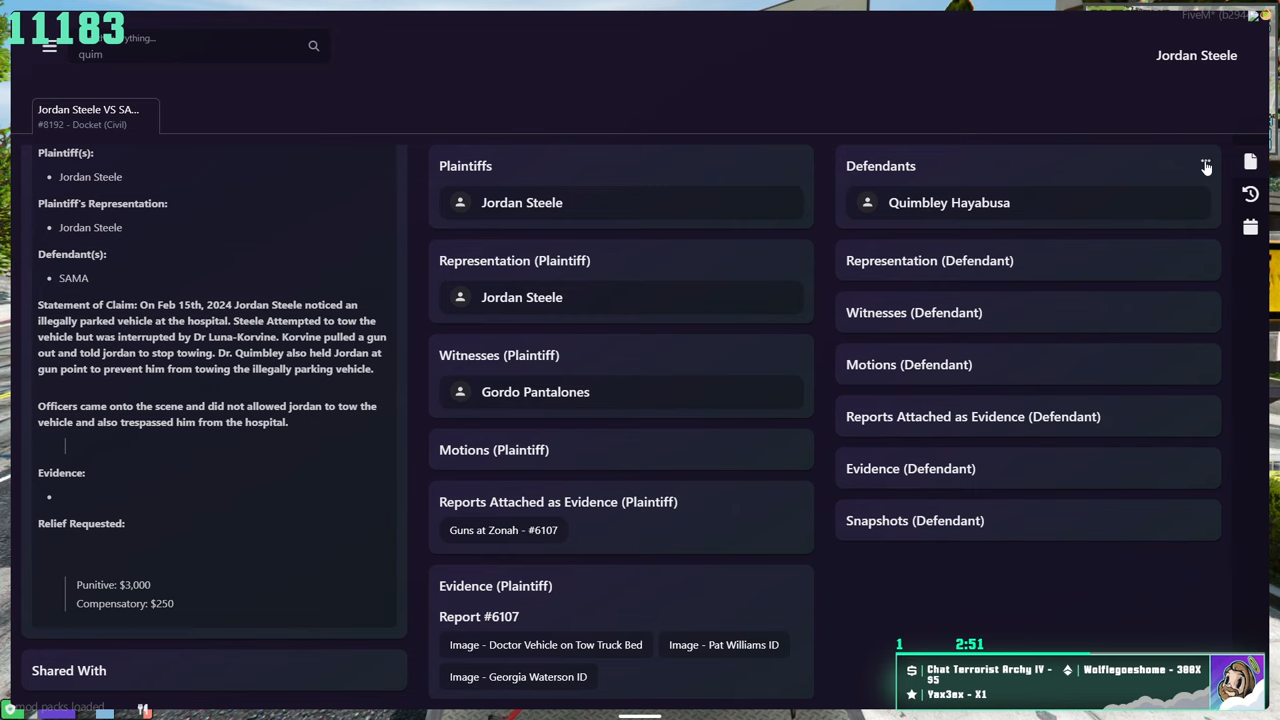 11183
FiveM* (b294
ything...
quim
Jordan Steele
Jordan Steele VS SA...
#8192 - Docket (Civil)
Plaintiff(s):
Jordan Steele
Plaintiff's Representation:
Jordan Steele
Defendant(s):
SAMA
Statement of Claim: On Feb 15th, 2024 Jordan Steele noticed an
illegally parked vehicle at the hospital. Steele Attempted to tow the
vehicle but was interrupted by Dr Luna-Korvine. Korvine pulled a gun
out and told jordan to stop towing. Dr. Quimbley also held Jordan at
gun point to prevent him from towing the illegally parking vehicle.
Officers came onto the scene and did not allowed jordan to tow the
vehicle and also trespassed him from the hospital.
Evidence:
Relief Requested:
Punitive: $3,000
Compensatory: $250
Shared With
Plaintiffs
Jordan Steele
Representation (Plaintiff)
Jordan Steele
Witnesses (Plaintiff)
Gordo Pantalones
Motions (Plaintiff)
Reports Attached as Evidence (Plaintiff)
Guns at Zonah - #6107
Evidence (Plaintiff)
Report #6107
Image - Doctor Vehicle on Tow Truck Bed
Image - Pat Williams ID
Image - Georgia Waterson ID
Defendants
Quimbley Hayabusa
Representation (Defendant)
Witnesses (Defendant)
Motions (Defendant)
Reports Attached as Evidence (Defendant)
Evidence (Defendant)
Snapshots (Defendant)
1 2:51
Chat Terrorist Archy IV -
$5
Wolfiegoeshome - 300X
Yax3ax - X1
mod packs loaded